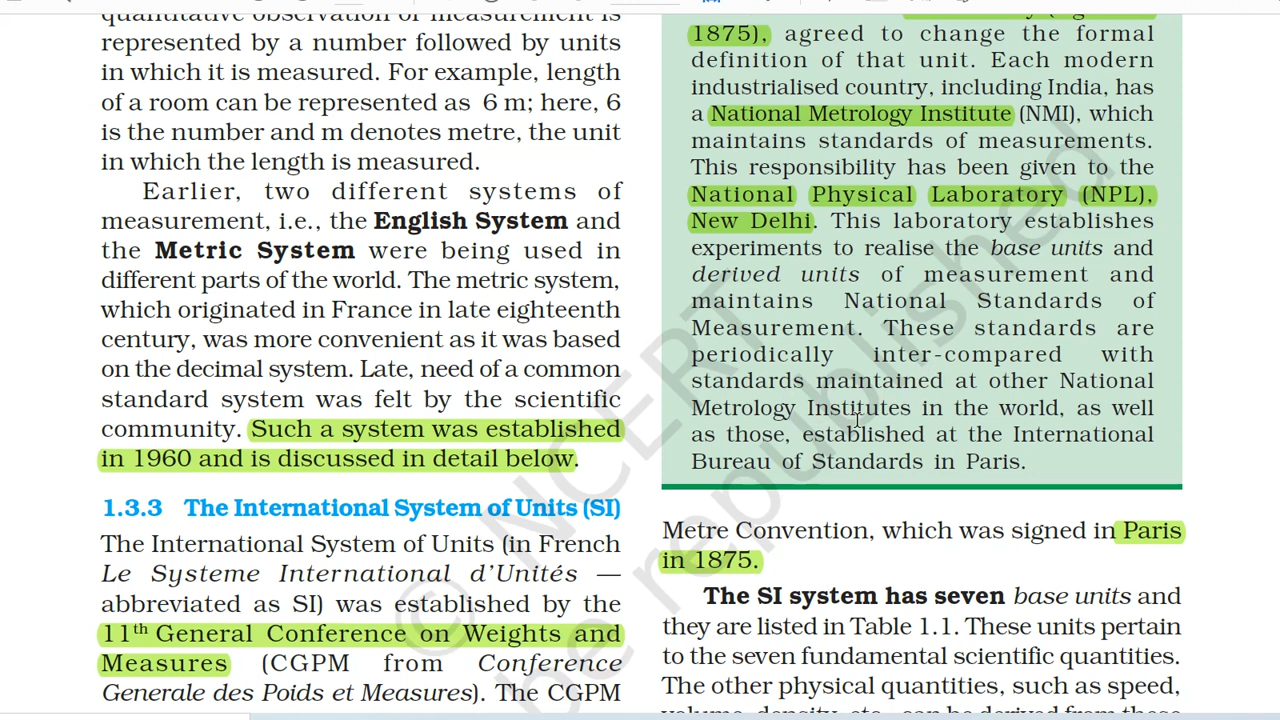 quantitative observation or measurement is
represented by a number followed by units
in which it is measured. For example, length
of a room can be represented as 6 m; here, 6
is the number and m denotes metre, the unit
in which the length is measured.
Earlier, two different systems of
measurement, i.e., the English System and
the Metric System were being used in
different parts of the world. The metric system,
which originated in France in late eighteenth
century, was more convenient as it was based
on the decimal system. Late, need of a common
standard system was felt by the scientific
community. Such a system was established
in 1960 and is discussed in detail below.
1.3.3 The International System of Units (SI)
The International System of Units (in French
Le Systeme International d'Unités —
abbreviated as SI) was established by the
11th General Conference on Weights and
Measures (CGPM from Conference
Generale des Poids et Measures). The CGPM
1875), agreed to change the formal
definition of that unit. Each modern
industrialised country, including India, has
a National Metrology Institute (NMI), which
maintains standards of measurements.
This responsibility has been given to the
National Physical Laboratory (NPL),
New Delhi. This laboratory establishes
experiments to realise the base units and
derived units of measurement and
maintains National Standards of
Measurement. These standards are
periodically inter-compared with
standards maintained at other National
Metrology Institutes in the world, as well
as those, established at the International
Bureau of Standards in Paris.
Metre Convention, which was signed in Paris
in 1875.
The SI system has seven base units and
they are listed in Table 1.1. These units pertain
to the seven fundamental scientific quantities.
The other physical quantities, such as speed,
volume, density, etc., can be derived from these
© NCERT
be republished